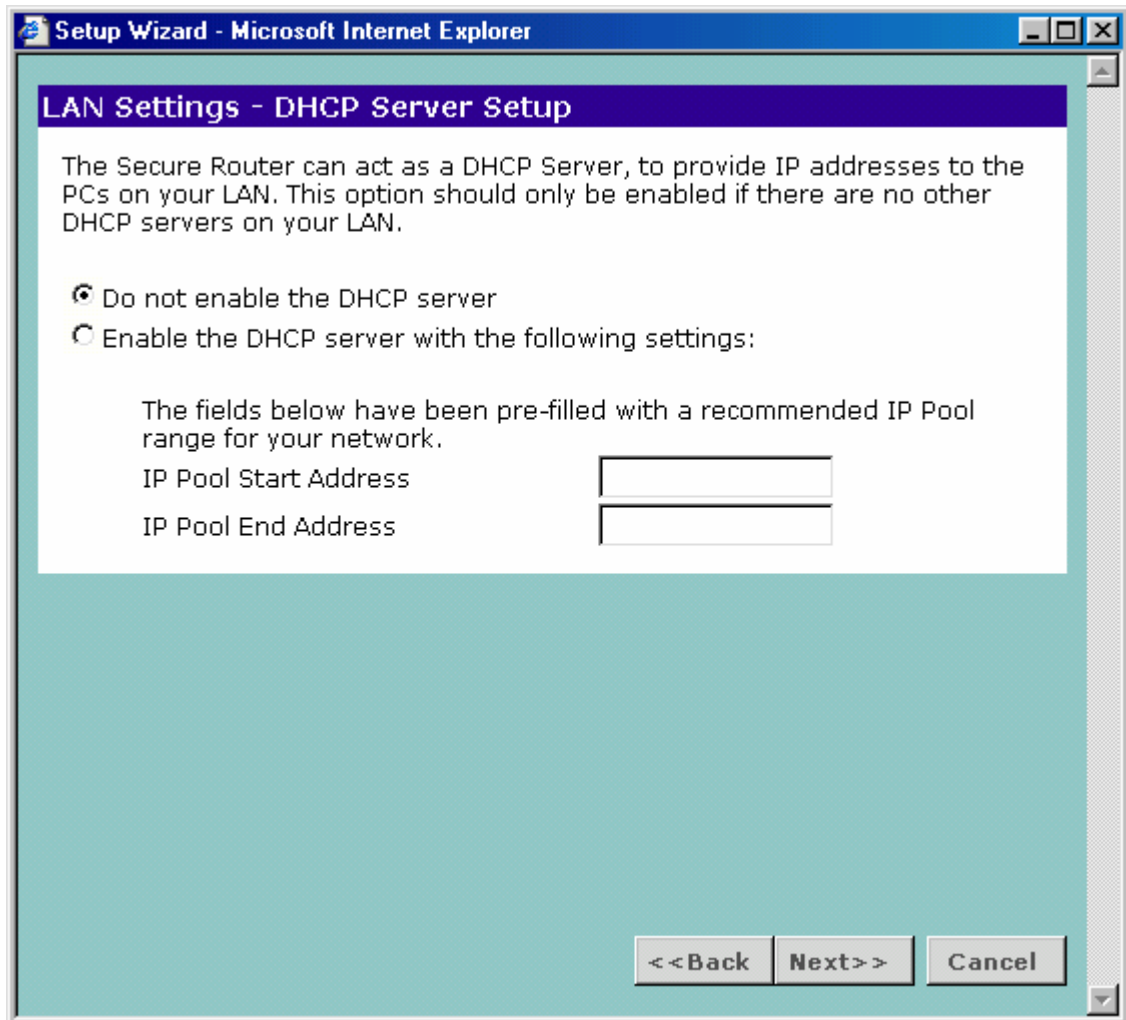 Setup Wizard - Microsoft Internet Explorer
LAN Settings - DHCP Server Setup
The Secure Router can act as a DHCP Server, to provide IP addresses to the
PCs on your LAN. This option should only be enabled if there are no other
DHCP servers on your LAN.
Do not enable the DHCP server
Enable the DHCP server with the following settings:
The fields below have been pre-filled with a recommended IP Pool
range for your network.
IP Pool Start Address
IP Pool End Address
<<Back Next>> Cancel